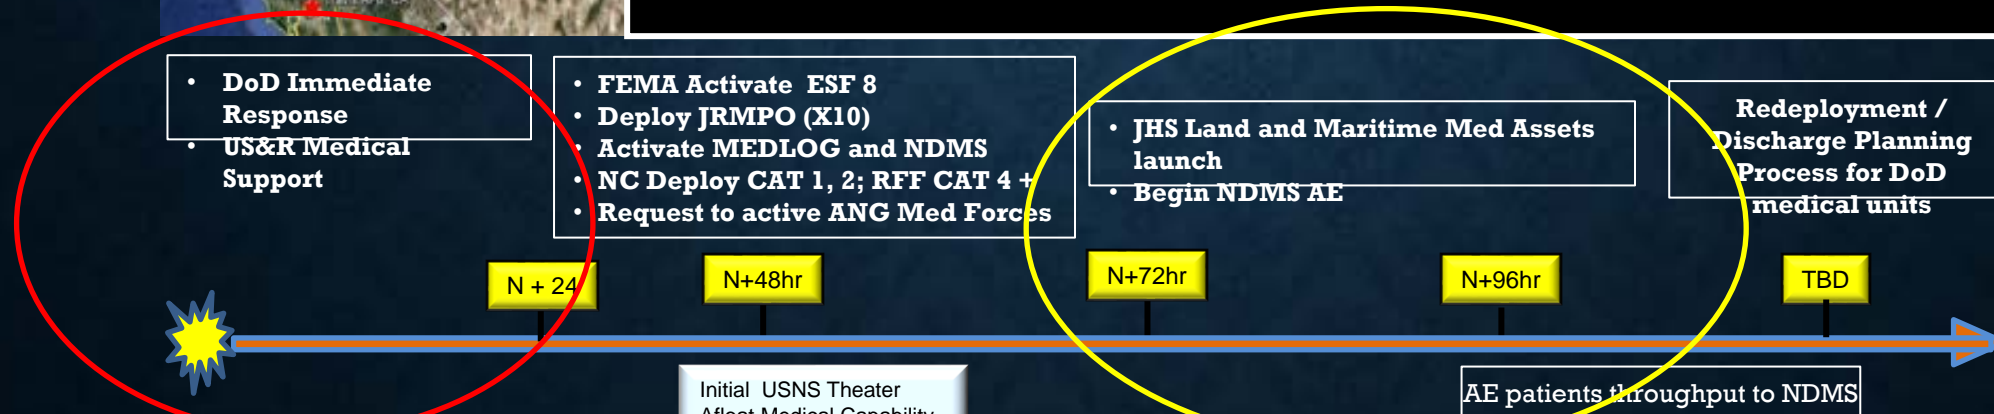 • DoD Immediate
Response
• US&R Medical
Support
• FEMA Activate ESF 8
• Deploy JRMPO (X10)
• Activate MEDLOG and NDMS
• NC Deploy CAT 1, 2; RFF CAT 4 +
• Request to active ANG Med Forces
• JHS Land and Maritime Med Assets
launch
• Begin NDMS AE
Redeployment /
Discharge Planning
Process for DoD
medical units
N + 24
N+48hr
N+72hr
N+96hr
TBD
Initial USNS Theater
Afloat Medical Capability
AE patients throughput to NDMS